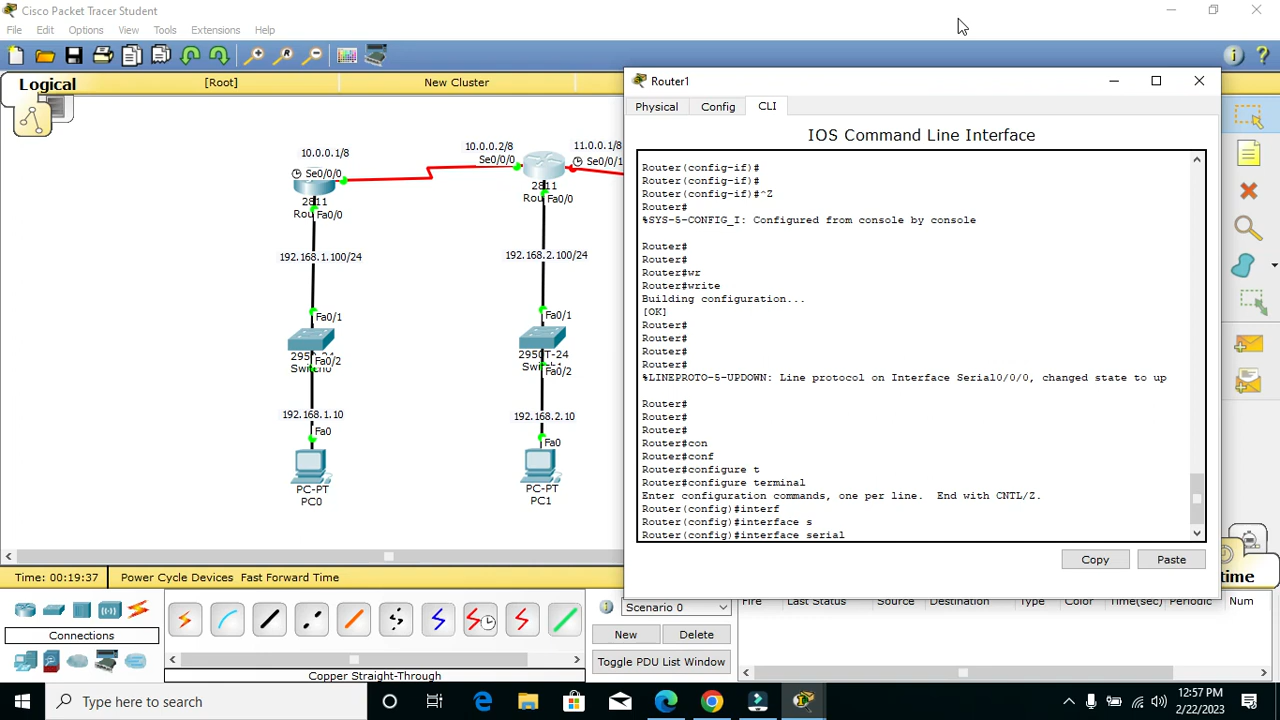 Cisco Packet Tracer Student
File Edit Options View Tools Extensions Help
Logical
[Root]
New Cluster
10.0.0.1/8
Se0/0/0
2811
Fa0/0
192.168.1.100/24
Fa0/1
Fa0/2
192.168.1.10
Fa0
PC-PT
PC0
10.0.0.2/8
Se0/0/0
11.0.0.1/8
Se0/0/1
2811
Fa0/0
192.168.2.100/24
Fa0/1
2950T-24
Fa0/2
192.168.2.10
Fa0
PC-PT
PC1
Router1
Physical Config CLI
IOS Command Line Interface
Router(config-if)#
Router(config-if)#
Router(config-if)#^Z
Router#
%SYS-5-CONFIG_I: Configured from console by console
Router#
Router#
Router#wr
Router#write
Building configuration...
[OK]
Router#
Router#
Router#
Router#
%LINEPROTO-5-UPDOWN: Line protocol on Interface Serial0/0/0, changed state to up
Router#
Router#
Router#
Router#con
Router#conf
Router#configure t
Router#configure terminal
Enter configuration commands, one per line.  End with CNTL/Z.
Router(config)#interf
Router(config)#interface s
Router(config)#interface serial
Copy Paste
Time: 00:19:37 Power Cycle Devices Fast Forward Time
Connections
Copper Straight-Through
Scenario 0
New Delete
Toggle PDU List Window
Fire Last Status Source Destination Type Color Time(sec) Periodic Num
Type here to search
12:57 PM
2/22/2023